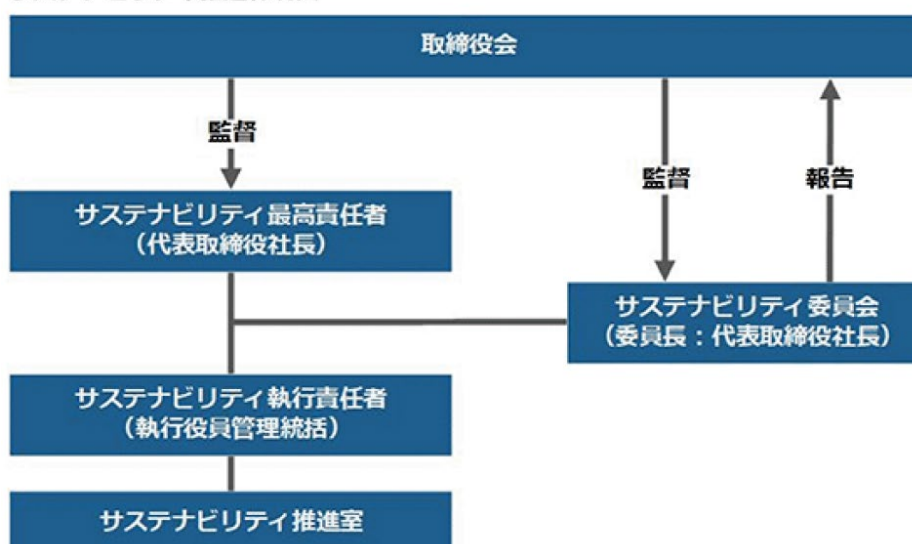 取締役会
監督
監督
報告
サステナビリティ最高責任者
（代表取締役社長）
サステナビリティ委員会
（委員長：代表取締役社長）
サステナビリティ執行責任者
（執行役員管理統括）
サステナビリティ推進室